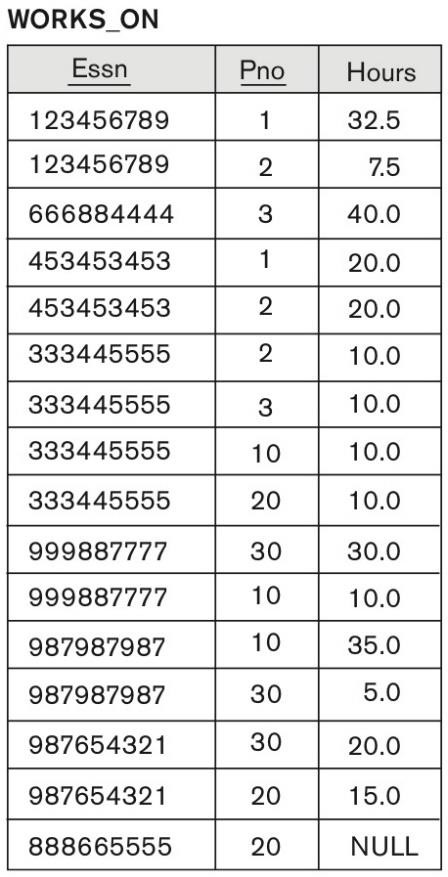 WORKS_ON
Essn Pno Hours
123456789 1 32.5
123456789 2 7.5
666884444 3 40.0
453453453 1 20.0
453453453 2 20.0
333445555 2 10.0
333445555 3 10.0
333445555 10 10.0
333445555 20 10.0
999887777 30 30.0
999887777 10 10.0
987987987 10 35.0
987987987 30 5.0
987654321 30 20.0
987654321 20 15.0
888665555 20 NULL